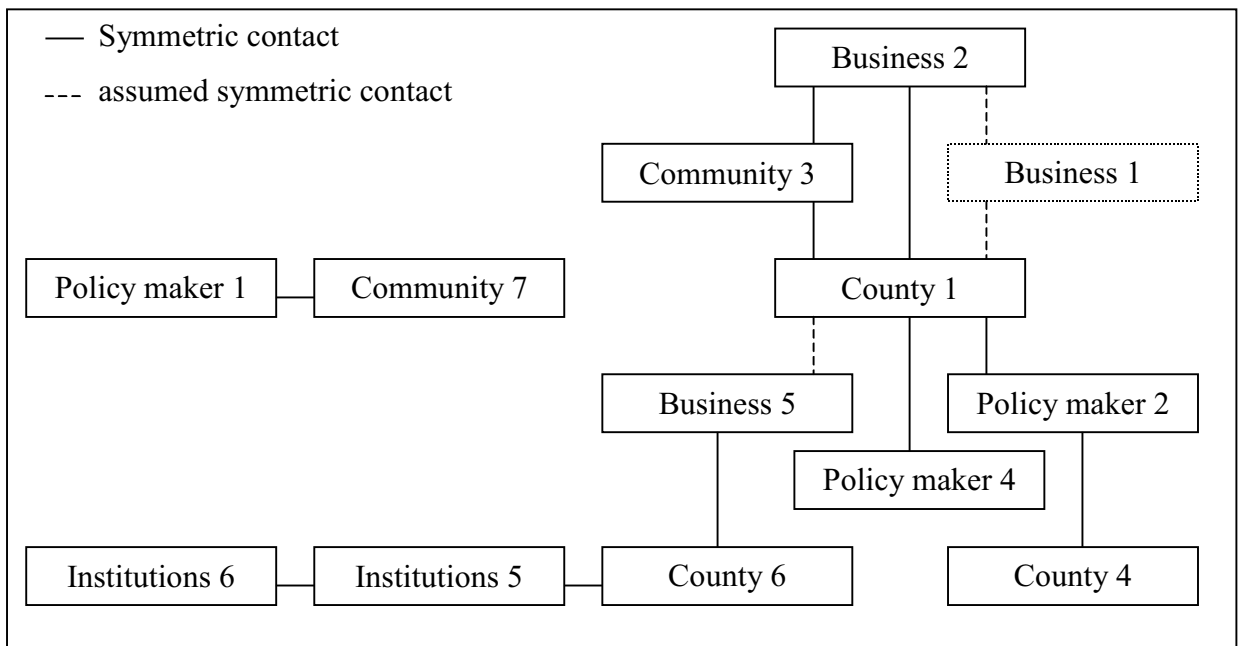 Symmetric contact
--- assumed symmetric contact
Business 2
Community 3
Business 1
Policy maker 1
Community 7
County 1
Business 5
Policy maker 2
Policy maker 4
Institutions 6
Institutions 5
County 6
County 4